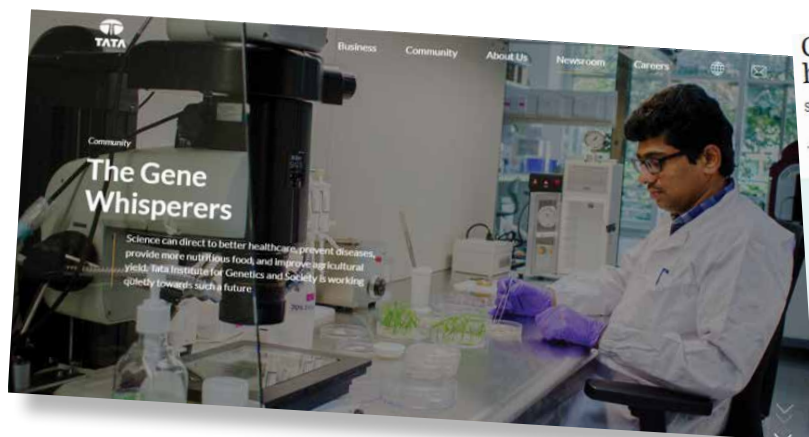 TATA
Business Community About Us Newsroom Careers
Community
The Gene
Whisperers
Science can direct to better healthcare, prevent diseases,
provide more nutritious food, and improve agricultural
yield. Tata Institute for Genetics and Society is working
quietly towards such a future